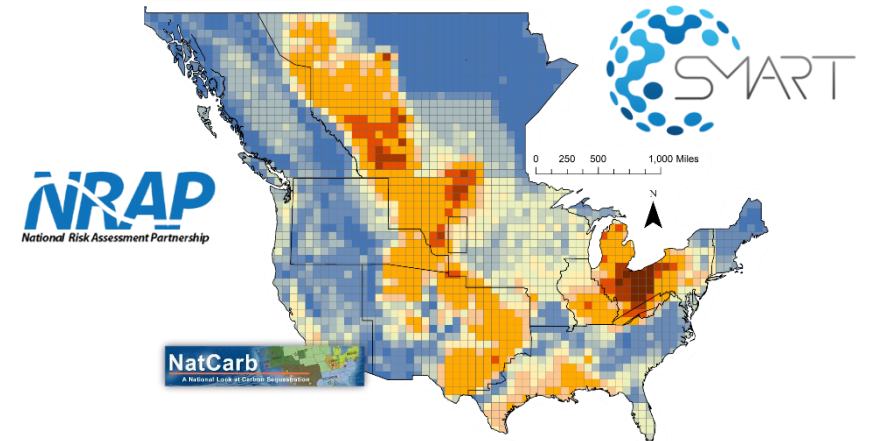 SMART
0 250 500 1,000 Miles
N
NRAP
National Risk Assessment Partnership
NatCarb
A National Look at Carbon Sequestration